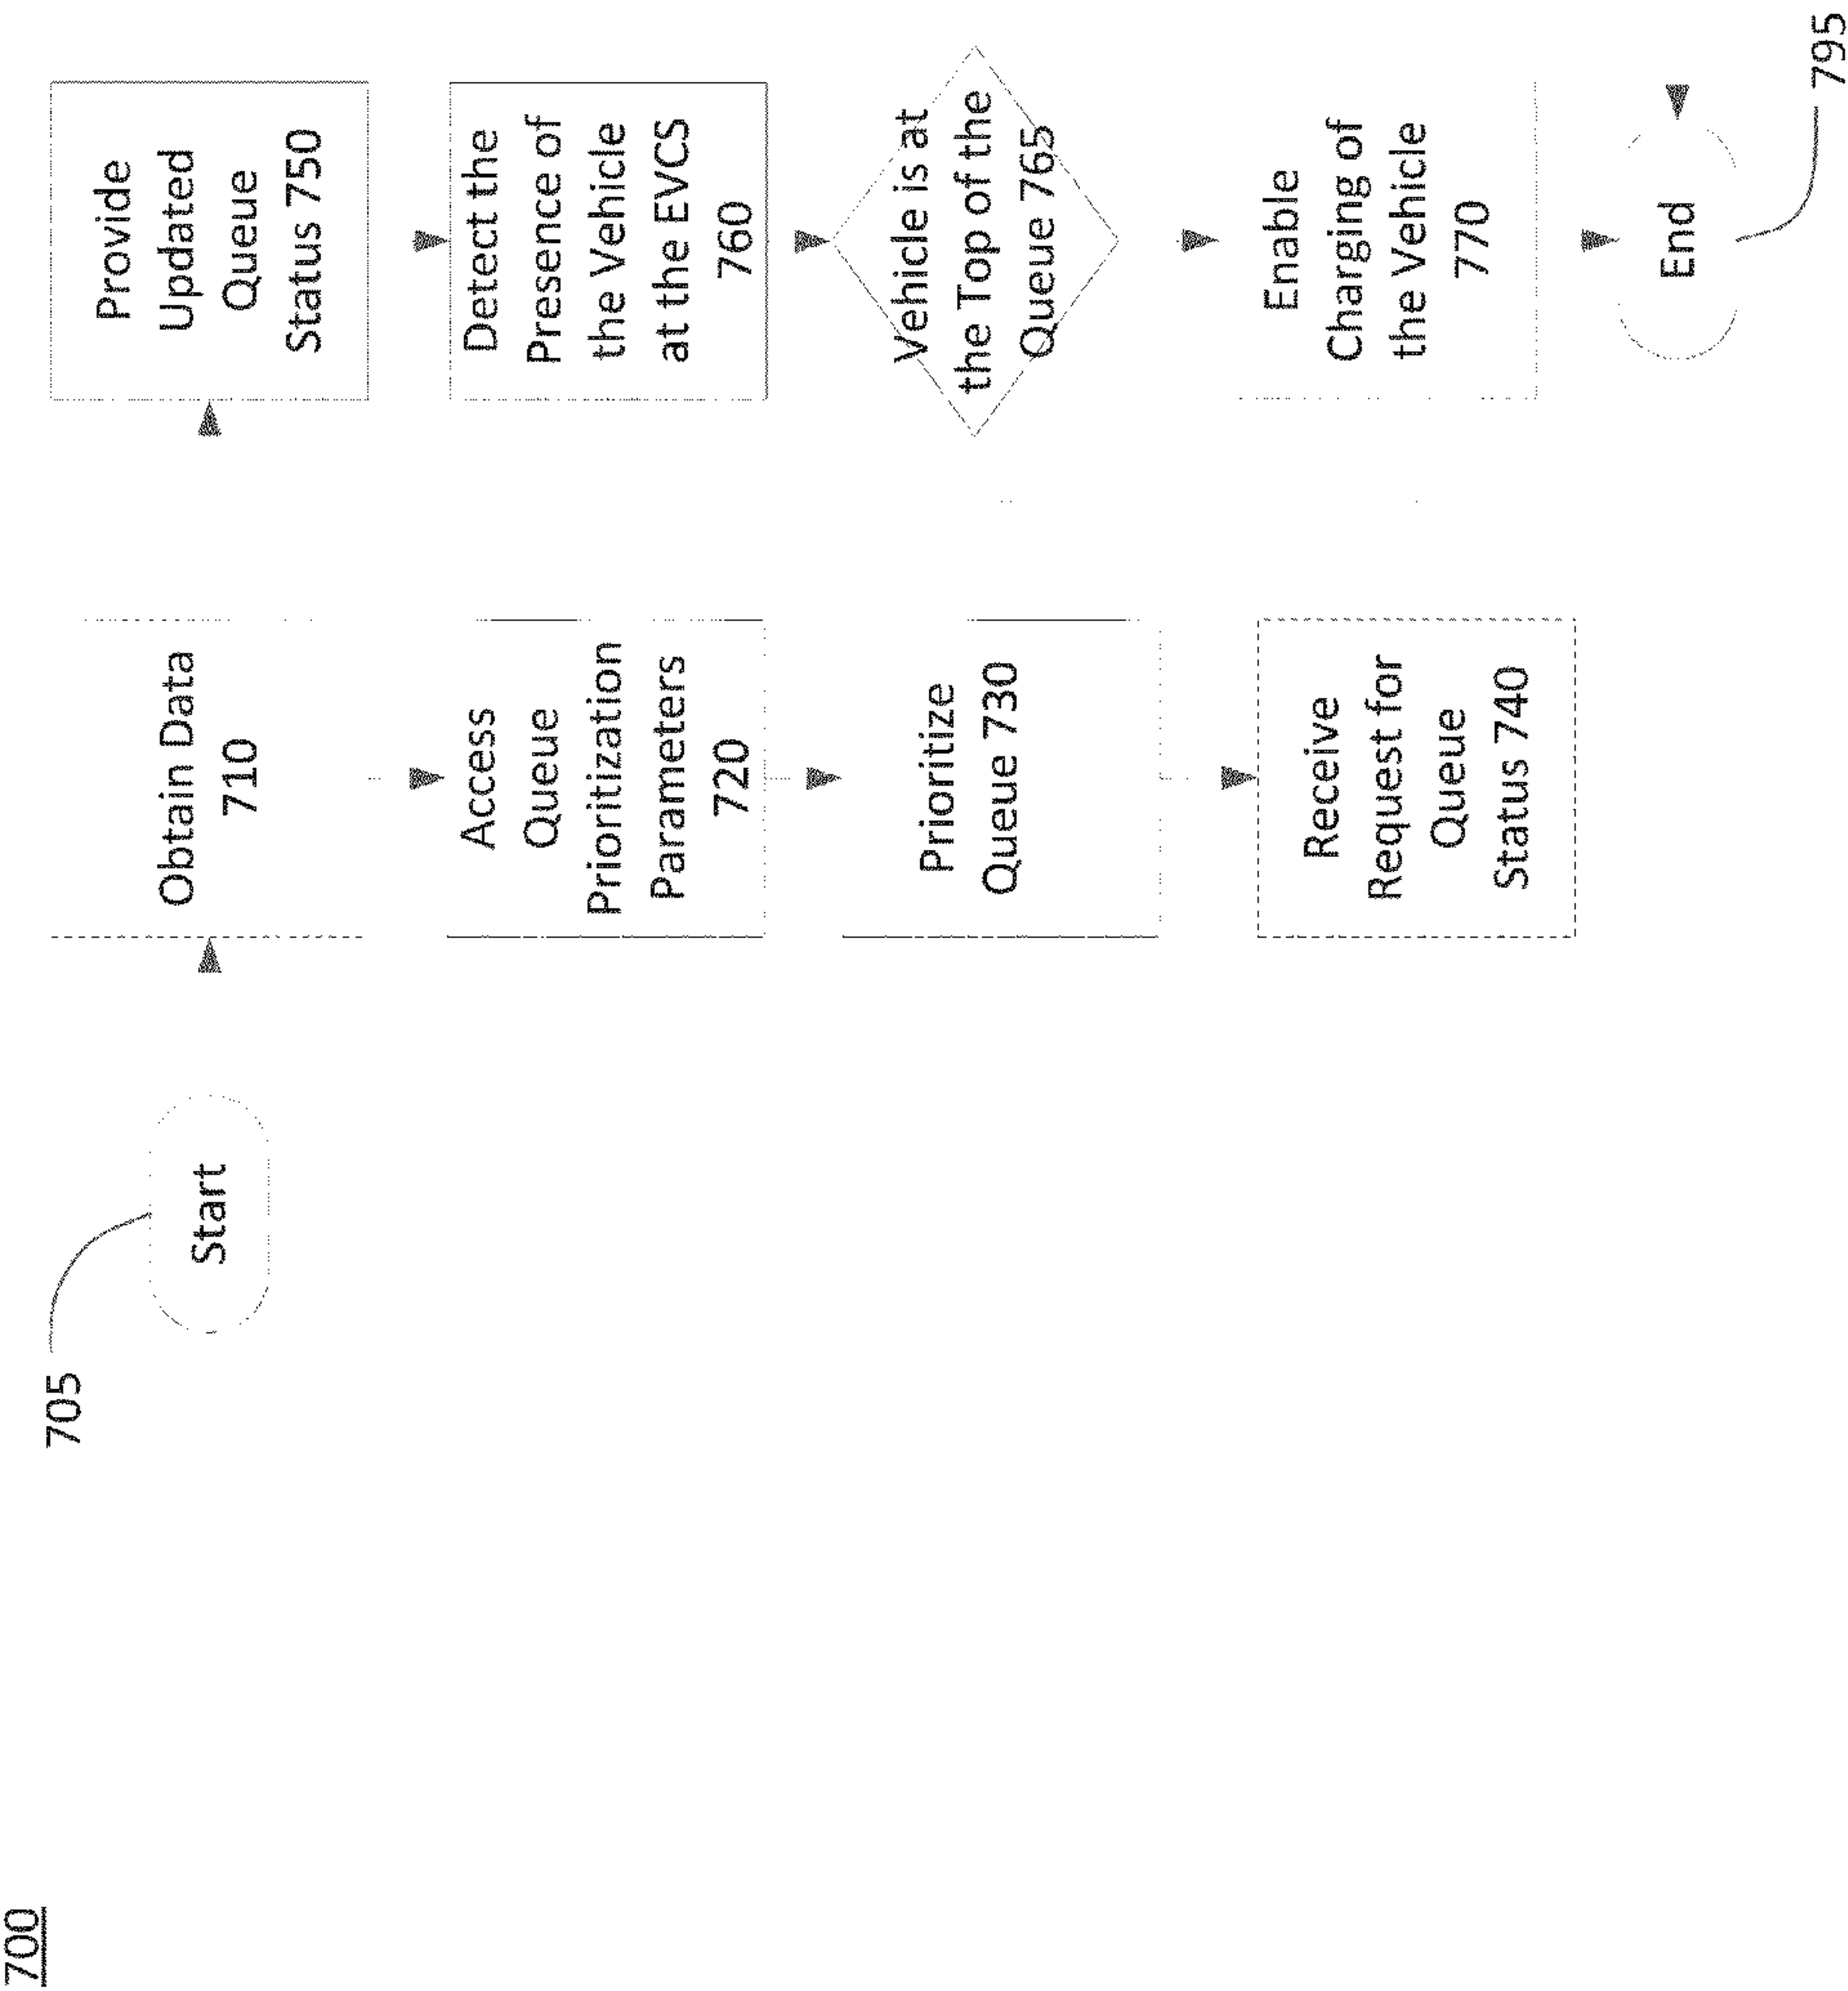 700
705
Start
Obtain Data
710
Access
Queue
Prioritization
Parameters
720
Prioritize
Queue 730
Receive
Request for
Queue
Status 740
Provide
Updated
Queue
Status 750
Detect the
Presence of
the Vehicle
at the EVCS
760
Vehicle is at
the Top of the
Queue 765
Enable
Charging of
the Vehicle
770
End
795